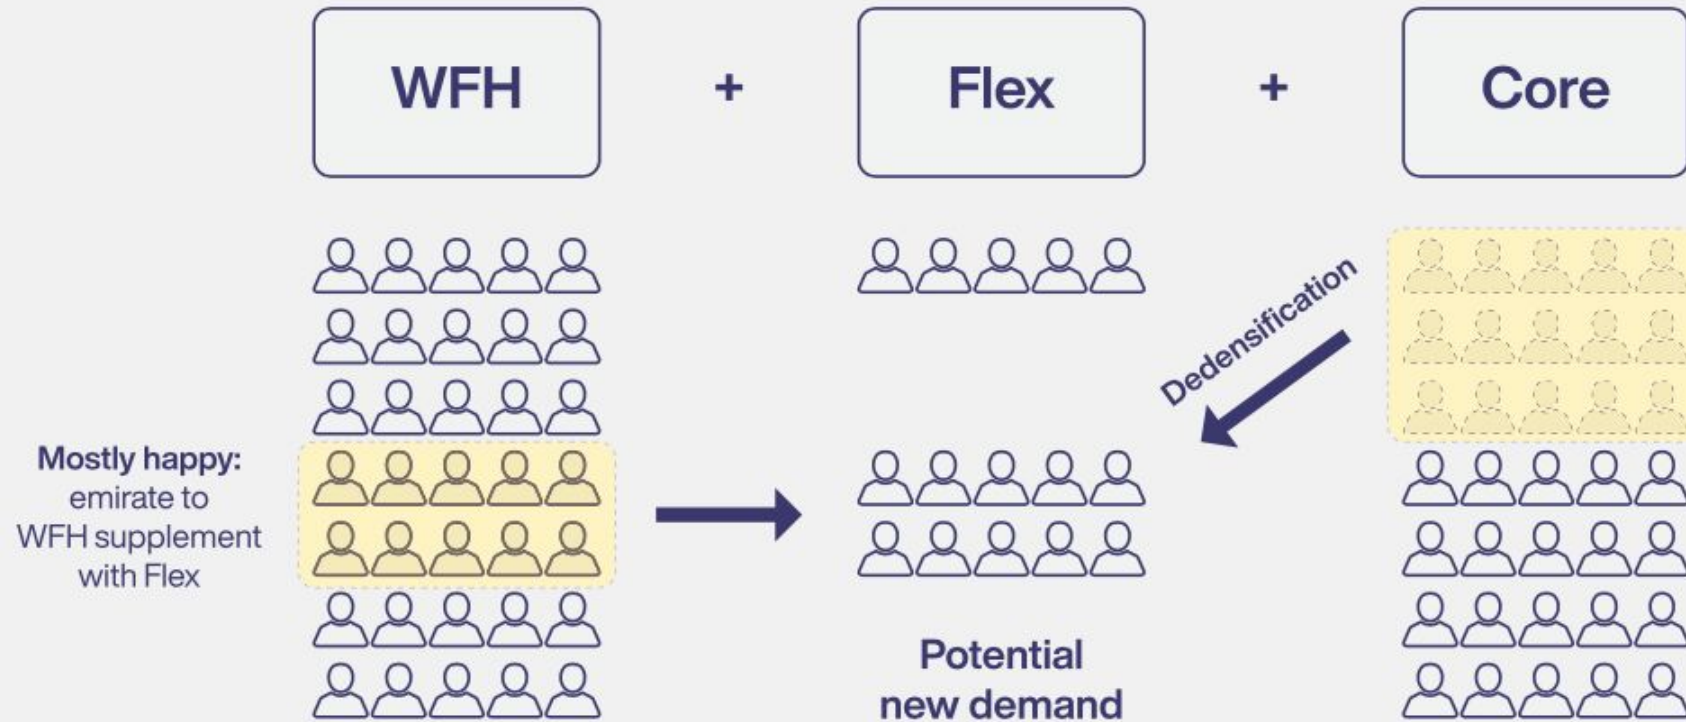 WFH + Flex + Core
Dedensification
Mostly happy:
emirate to
WFH supplement
with Flex
Potential
new demand